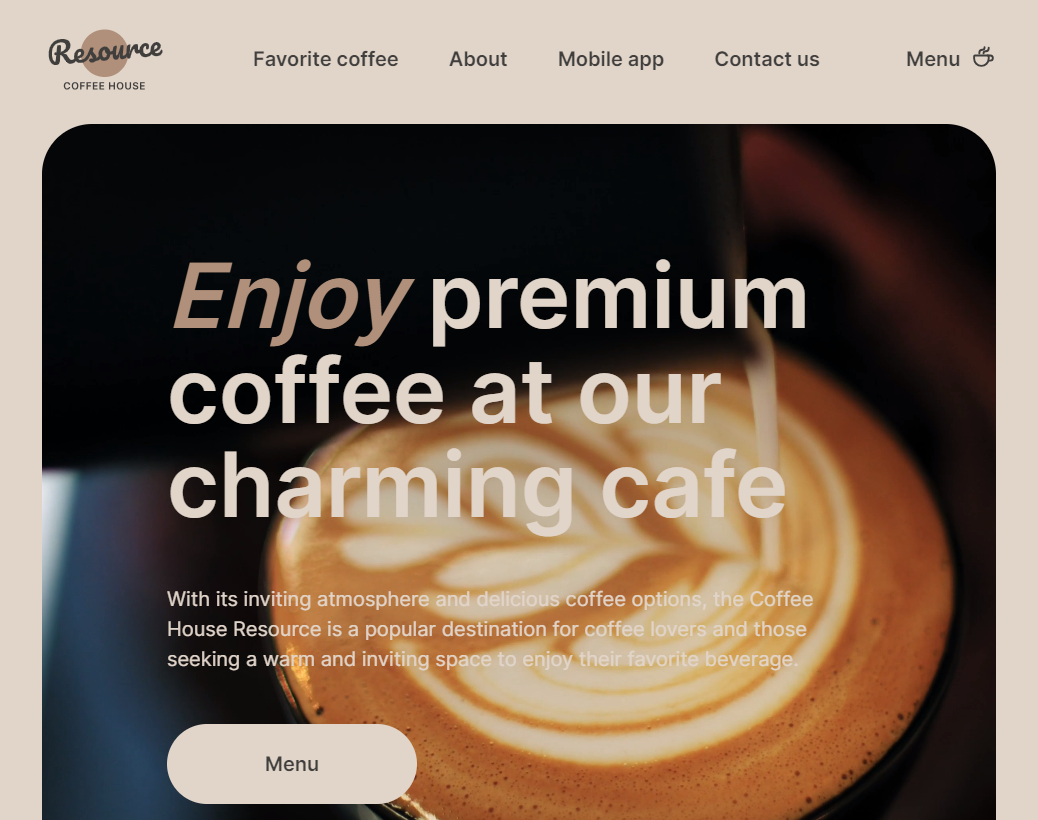 Resource
COFFEE HOUSE
Favorite coffee
About
Mobile app
Contact us
Menu
Enjoy premium
coffee at our
charming cafe
With its inviting atmosphere and delicious coffee options, the Coffee
House Resource is a popular destination for coffee lovers and those
seeking a warm and inviting space to enjoy their favorite beverage.
Menu